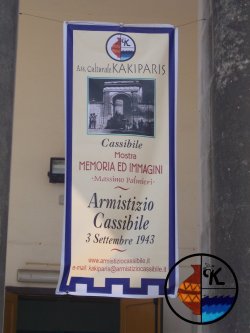 K
Ass. Culturale KAKIPARIS
Cassibile
Mostra
MEMORIA ED IMMAGINI
-Massimo Palmieri-
Armistizio
Cassibile
3 Settembre 1943
www.armistiziocassibile.it
e-mail: kakiparis@armistiziocassibile.it
K